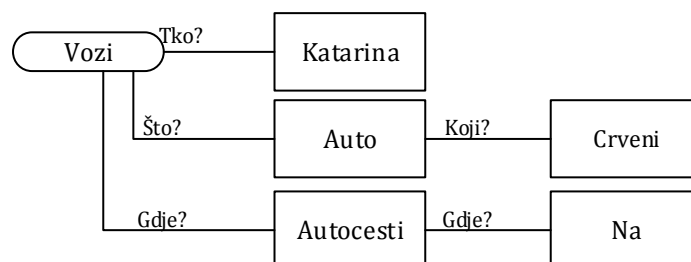 Vozi
Tko?
Katarina
Što?
Auto
Koji?
Crveni
Gdje?
Autocesti
Gdje?
Na